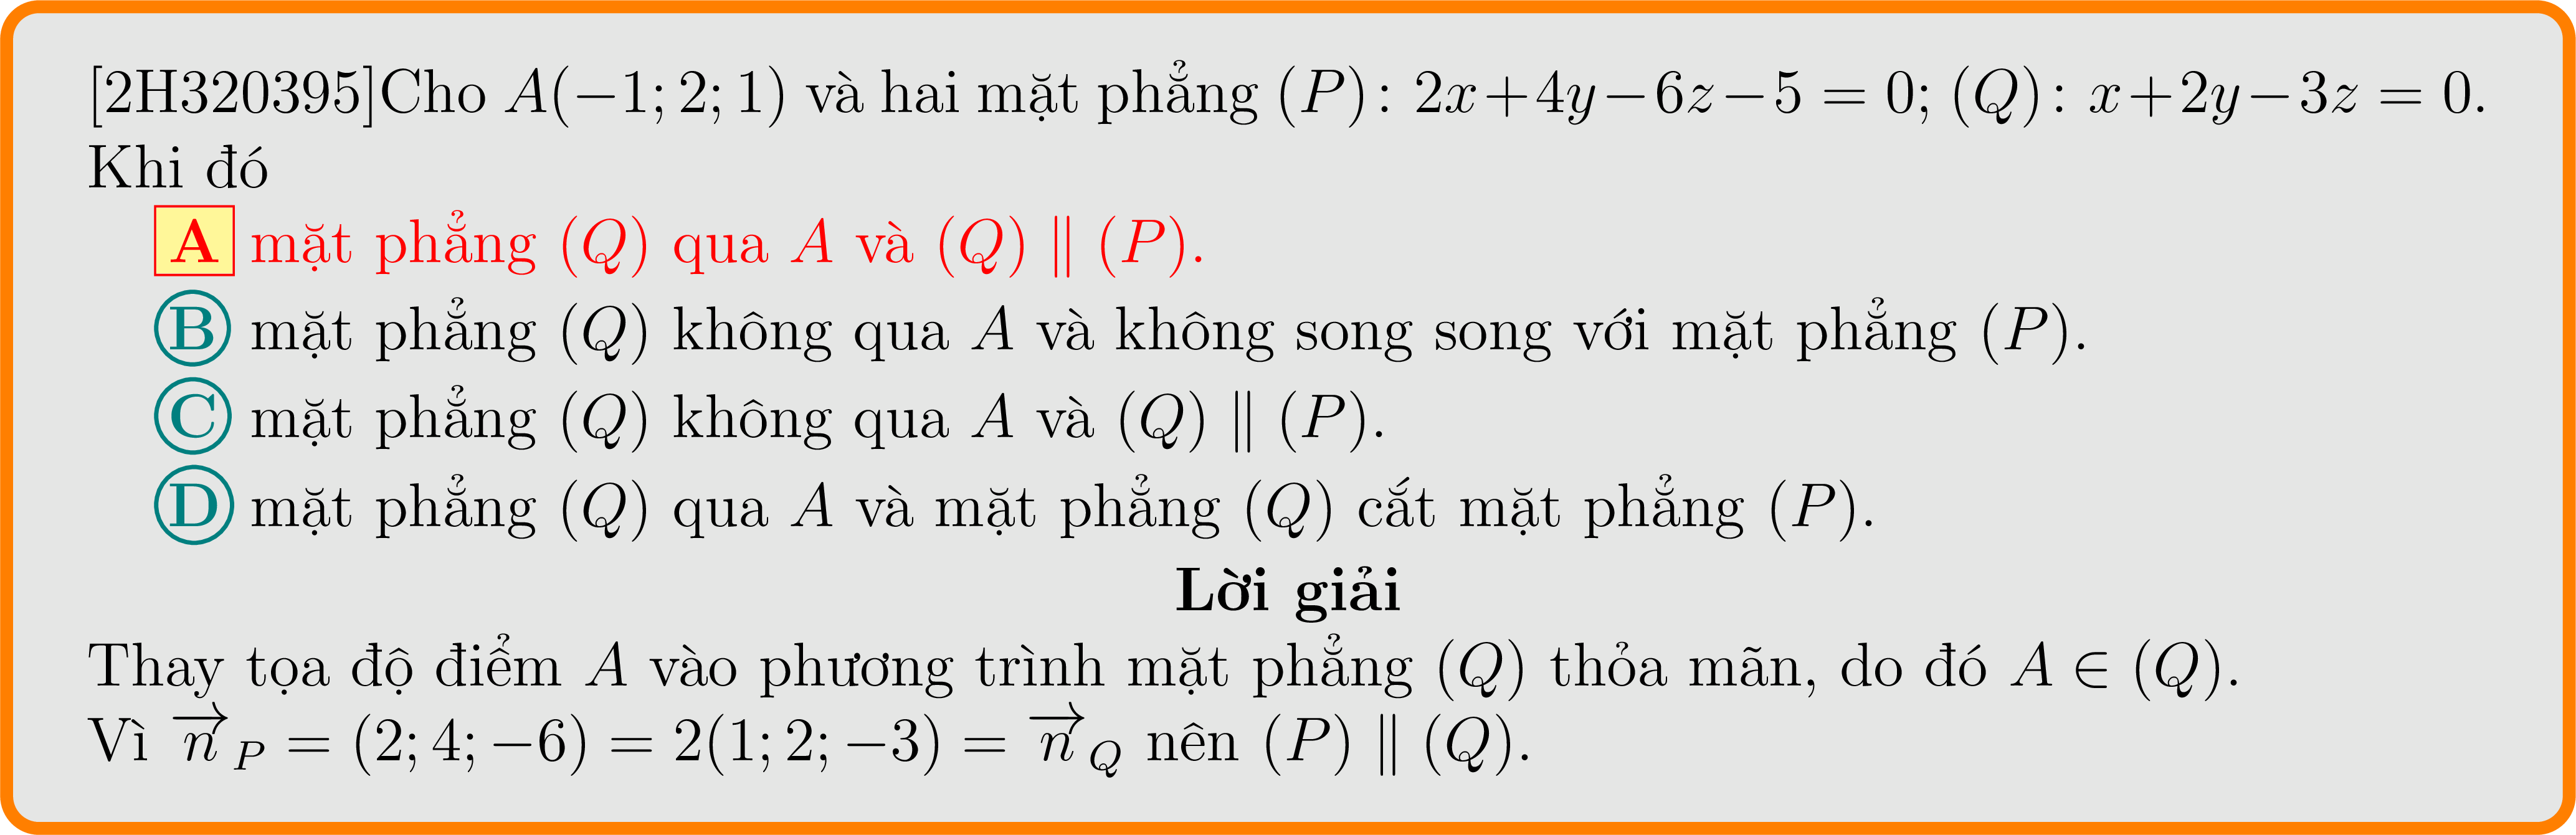 [2H320395]Cho A(−1; 2; 1) và hai mặt phẳng (P): 2x+4y−6z−5 = 0; (Q): x+2y−3z = 0.
Khi đó
A mặt phẳng (Q) qua A và (Q) ∥ (P).
B mặt phẳng (Q) không qua A và không song song với mặt phẳng (P).
C mặt phẳng (Q) không qua A và (Q) ∥ (P).
D mặt phẳng (Q) qua A và mặt phẳng (Q) cắt mặt phẳng (P).
Lời giải
Thay tọa độ điểm A vào phương trình mặt phẳng (Q) thỏa mãn, do đó A ∈ (Q).
Vì \overrightarrow{n}_P = (2; 4; −6) = 2(1; 2; −3) = \overrightarrow{n}_Q nên (P) ∥ (Q).